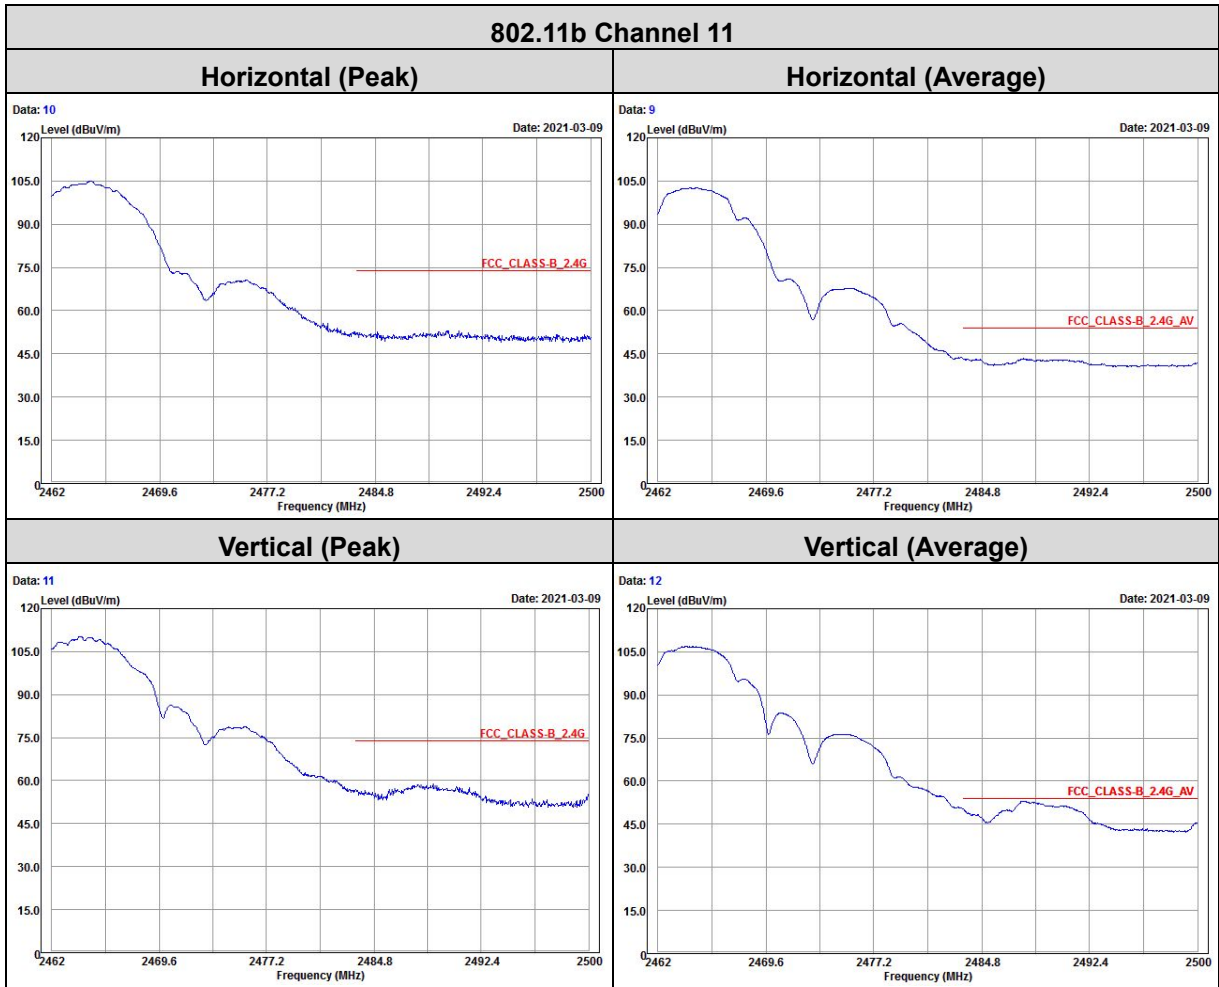 802.11b Channel 11
Horizontal (Peak)
Horizontal (Average)
Data: 10
Level (dBuV/m)
Date: 2021-03-09
120
105.0
90.0
75.0
60.0
45.0
30.0
15.0
0
FCC_CLASS-B_2.4G
2462 2469.6 2477.2 2484.8 2492.4 2500
Frequency (MHz)
Data: 9
Level (dBuV/m)
Date: 2021-03-09
120
105.0
90.0
75.0
60.0
45.0
30.0
15.0
0
FCC_CLASS-B_2.4G_AV
2462 2469.6 2477.2 2484.8 2492.4 2500
Frequency (MHz)
Vertical (Peak)
Vertical (Average)
Data: 11
Level (dBuV/m)
Date: 2021-03-09
120
105.0
90.0
75.0
60.0
45.0
30.0
15.0
0
FCC_CLASS-B_2.4G
2462 2469.6 2477.2 2484.8 2492.4 2500
Frequency (MHz)
Data: 12
Level (dBuV/m)
Date: 2021-03-09
120
105.0
90.0
75.0
60.0
45.0
30.0
15.0
0
FCC_CLASS-B_2.4G_AV
2462 2469.6 2477.2 2484.8 2492.4 2500
Frequency (MHz)